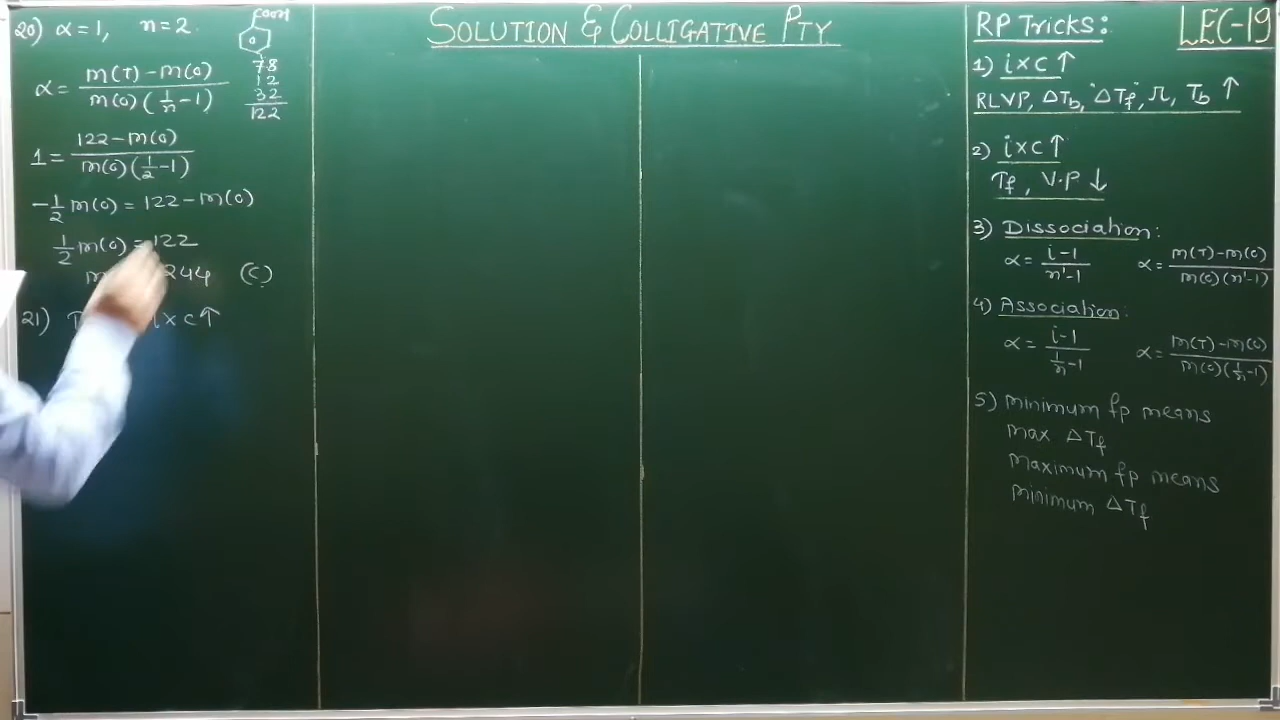 SOLUTION & COLLIGATIVE PTY
LEC-19
20) α = 1, n = 2.
COOH
78
12
32
122
α = m(T) - m(O) / m(O) (1/n - 1)
1 = 122 - m(O) / m(O) (1/2 - 1)
-1/2 m(O) = 122 - m(O)
1/2 m(O) = 122
244 (C)
21) i × c ↑
RP Tricks:
1) i × c ↑
RLVP, ΔTb, "ΔTf", π, Tb ↑
2) i × c ↑
Tf, V.P ↓
3) Dissociation:
α = i - 1 / n' - 1 α = m(T) - m(O) / m(O) (n' - 1)
4) Association:
α = i - 1 / 1/n - 1 α = m(T) - m(O) / m(O) (1/n - 1)
5) minimum fp means
max ΔTf
maximum fp means
minimum ΔTf